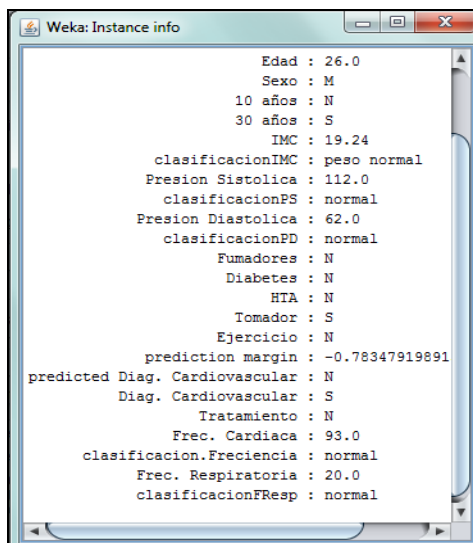 Weka: Instance info
Edad : 26.0
Sexo : M
10 años : N
30 años : S
IMC : 19.24
clasificacionIMC : peso normal
Presion Sistolica : 112.0
clasificacionPS : normal
Presion Diastolica : 62.0
clasificacionPD : normal
Fumadores : N
Diabetes : N
HTA : N
Tomador : S
Ejercicio : N
prediction margin : -0.78347919891
predicted Diag. Cardiovascular : N
Diag. Cardiovascular : S
Tratamiento : N
Frec. Cardiaca : 93.0
clasificacion.Freciencia : normal
Frec. Respiratoria : 20.0
clasificacionFResp : normal